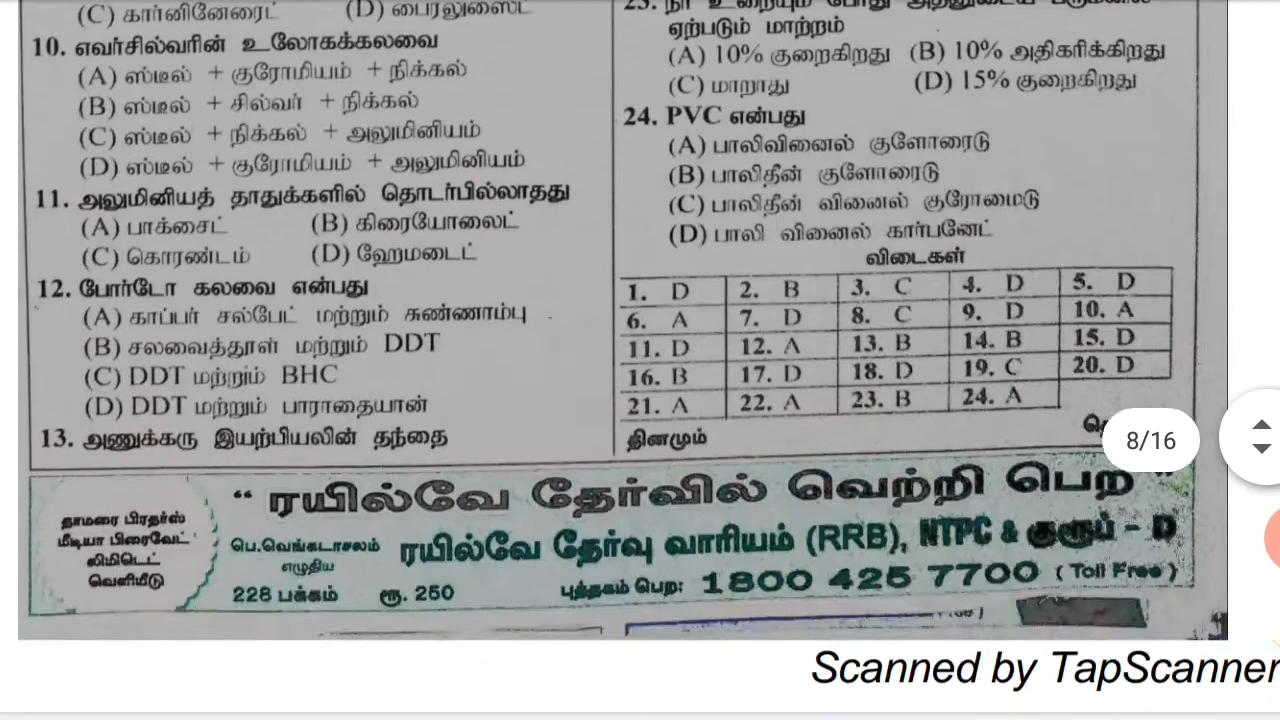 (C) கார்னினேரைட் (D) பைரலுஸைட்
10. எவர்சில்வரின் உலோகக்கலவை
(A) ஸ்டீல் + குரோமியம் + நிக்கல்
(B) ஸ்டீல் + சில்வர் + நிக்கல்
(C) ஸ்டீல் + நிக்கல் + அலுமினியம்
(D) ஸ்டீல் + குரோமியம் + அலுமினியம்
11. அலுமினியத் தாதுக்களில் தொடர்பில்லாதது
(A) பாக்சைட் (B) கிரையோலைட்
(C) கொரண்டம் (D) ஹேமடைட்
12. போர்டோ கலவை என்பது
(A) காப்பர் சல்பேட் மற்றும் சுண்ணாம்பு
(B) சலவைத்தூள் மற்றும் DDT
(C) DDT மற்றும் BHC
(D) DDT மற்றும் பாராதையான்
13. அணுக்கரு இயற்பியலின் தந்தை
23. நீர் உறையும் போது அதனுடைய பருமனில்
ஏற்படும் மாற்றம்
(A) 10% குறைகிறது (B) 10% அதிகரிக்கிறது
(C) மாறாது (D) 15% குறைகிறது
24. PVC என்பது
(A) பாலிவினைல் குளோரைடு
(B) பாலிதீன் குளோரைடு
(C) பாலிதீன் வினைல் குரோமைடு
(D) பாலி வினைல் கார்பனேட்
விடைகள்
1. D 2. B 3. C 4. D 5. D
6. A 7. D 8. C 9. D 10. A
11. D 12. A 13. B 14. B 15. D
16. B 17. D 18. D 19. C 20. D
21. A 22. A 23. B 24. A
தினமும்
8/16
தாமரை பிரதர்ஸ்
மீடியா பிரைவேட்
லிமிடெட்
வெளியீடு
“ ரயில்வே தேர்வில் வெற்றி பெற ”
பெ.வெங்கடாசலம்
எழுதிய
ரயில்வே தேர்வு வாரியம் (RRB), NTPC & குரூப் - D
228 பக்கம் ரூ. 250
புத்தகம் பெற: 1800 425 7700 ( Toll Free )
Scanned by TapScanner